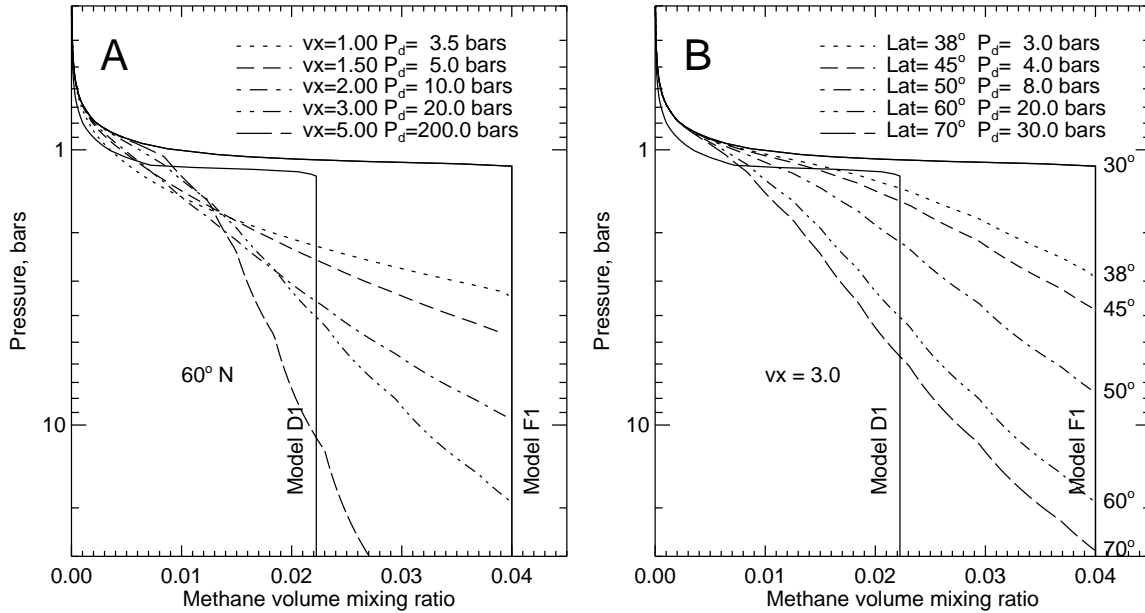 A
vx=1.00 P_d= 3.5 bars
vx=1.50 P_d= 5.0 bars
vx=2.00 P_d= 10.0 bars
vx=3.00 P_d= 20.0 bars
vx=5.00 P_d=200.0 bars
1
10
Pressure, bars
60° N
Model D1
Model F1
0.00 0.01 0.02 0.03 0.04
Methane volume mixing ratio
B
Lat= 38° P_d= 3.0 bars
Lat= 45° P_d= 4.0 bars
Lat= 50° P_d= 8.0 bars
Lat= 60° P_d= 20.0 bars
Lat= 70° P_d= 30.0 bars
1
10
Pressure, bars
vx = 3.0
Model D1
Model F1
30°
38°
45°
50°
60°
70°
0.00 0.01 0.02 0.03 0.04
Methane volume mixing ratio